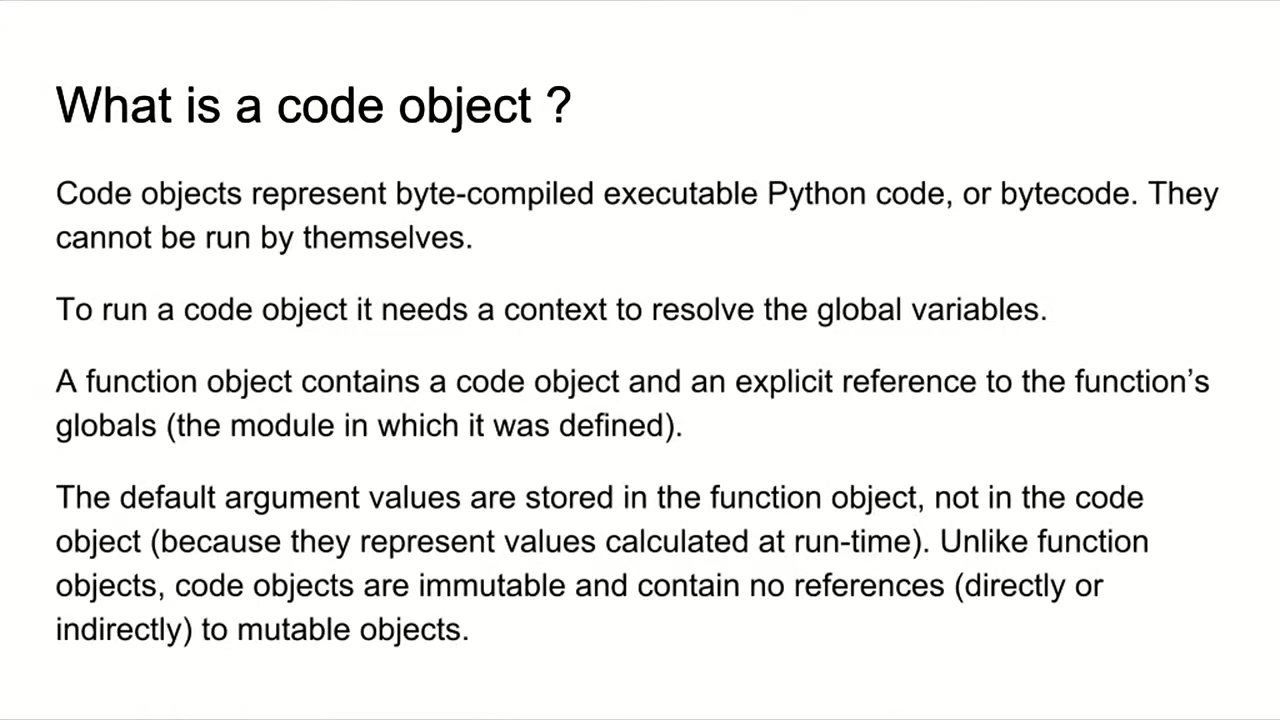 What is a code object ?
Code objects represent byte-compiled executable Python code, or bytecode. They
cannot be run by themselves.
To run a code object it needs a context to resolve the global variables.
A function object contains a code object and an explicit reference to the function’s
globals (the module in which it was defined).
The default argument values are stored in the function object, not in the code
object (because they represent values calculated at run-time). Unlike function
objects, code objects are immutable and contain no references (directly or
indirectly) to mutable objects.